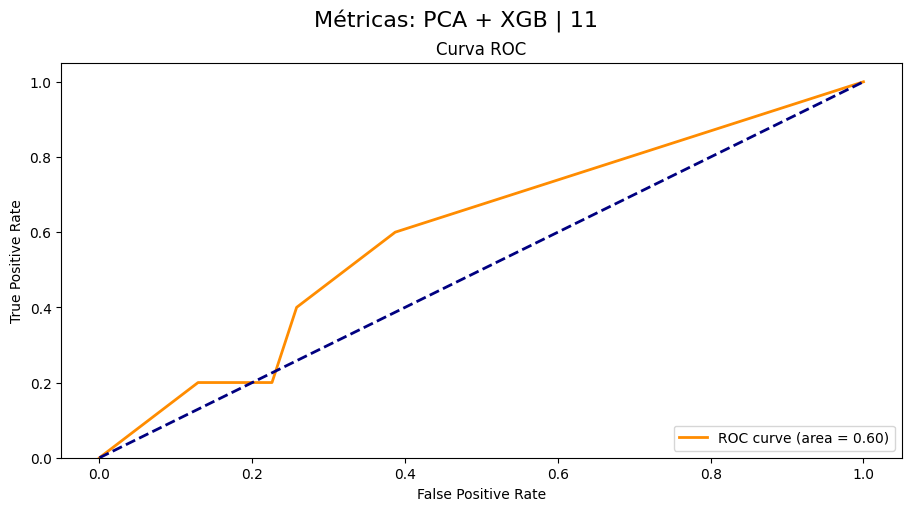 Métricas: PCA + XGB | 11
Curva ROC
True Positive Rate
1.0
0.8
0.6
0.4
0.2
0.0
0.0 0.2 0.4 0.6 0.8 1.0
False Positive Rate
ROC curve (area = 0.60)